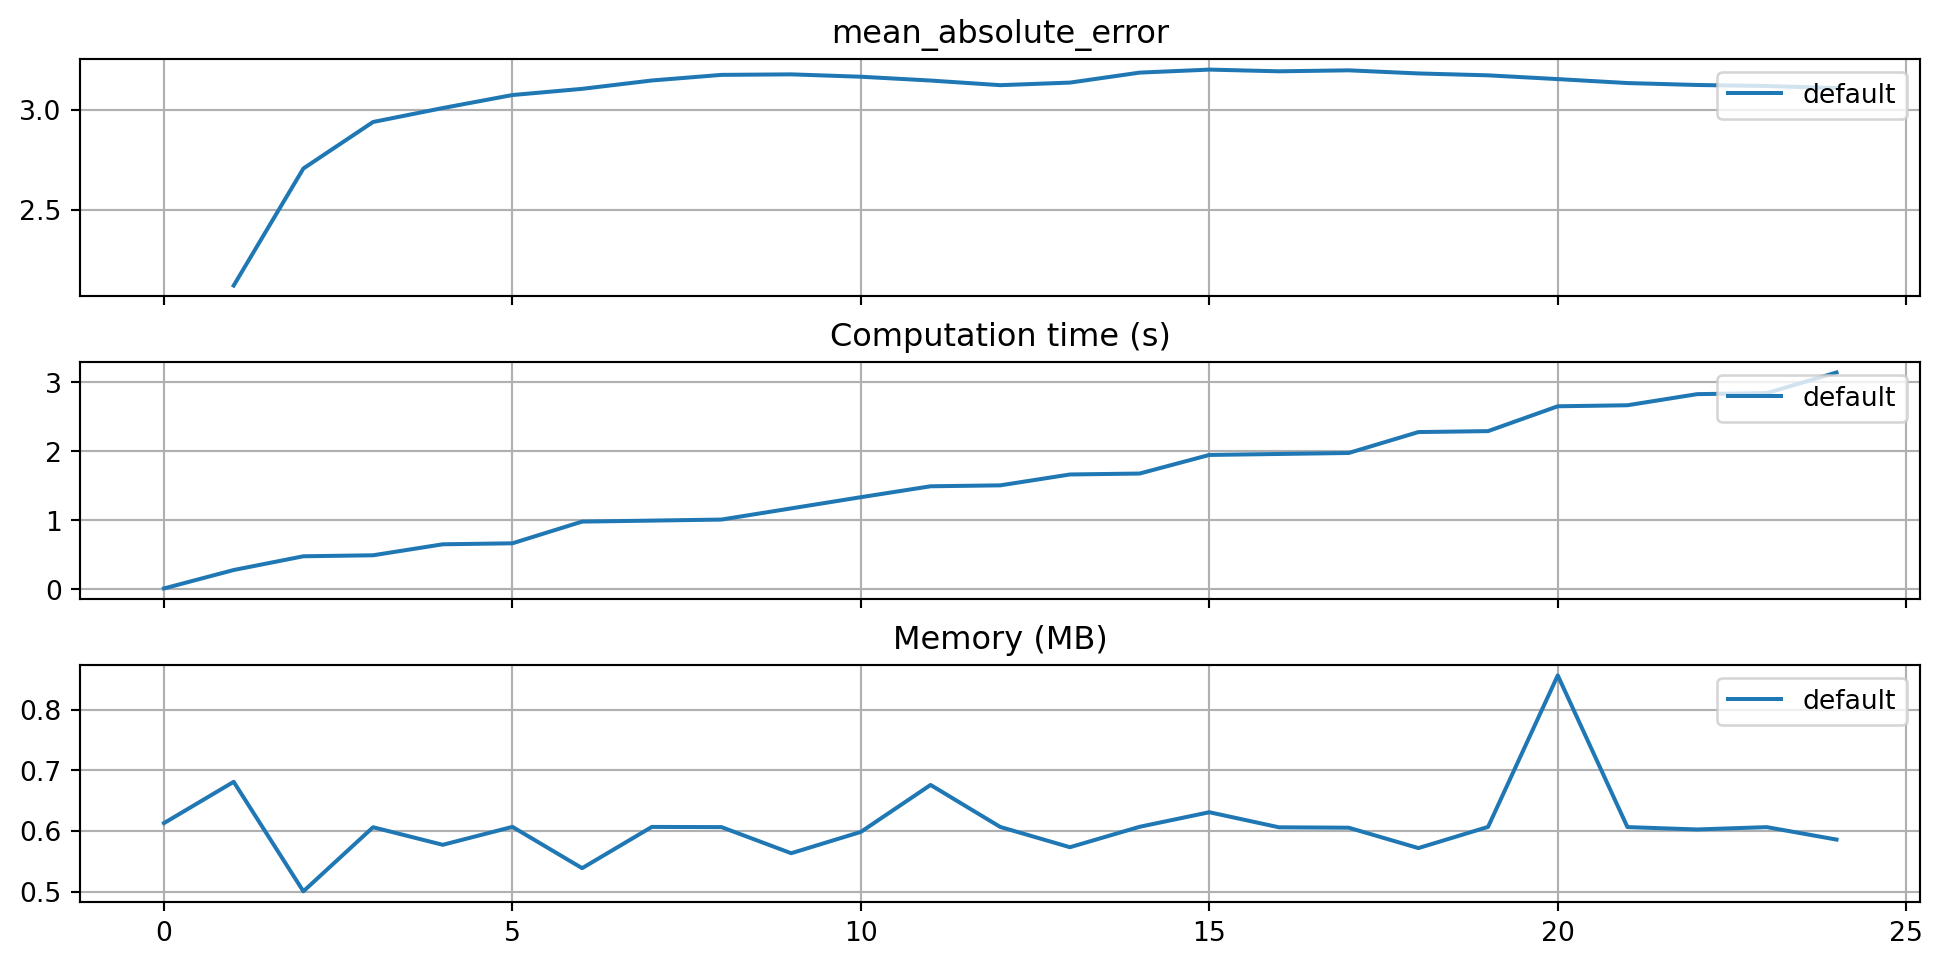 mean_absolute_error
3.0
2.5
default
Computation time (s)
3
2
1
0
default
Memory (MB)
0.8
0.7
0.6
0.5
default
0 5 10 15 20 25